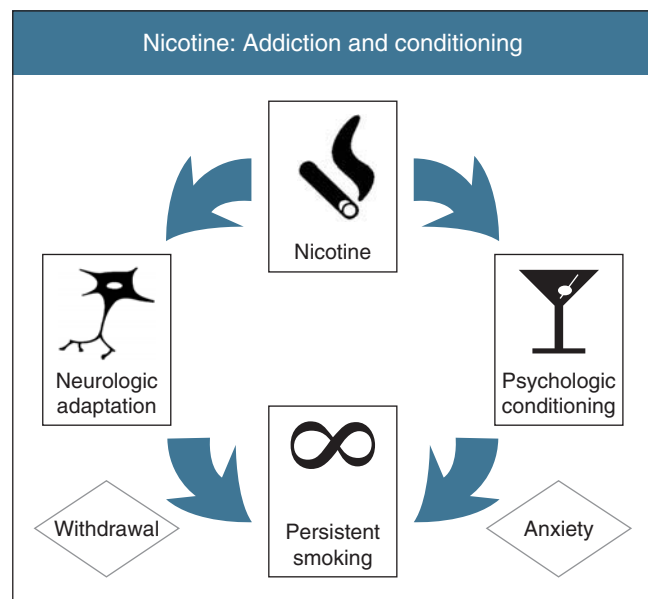 Nicotine: Addiction and conditioning
Nicotine
Neurologic
adaptation
Psychologic
conditioning
Withdrawal
Persistent
smoking
Anxiety